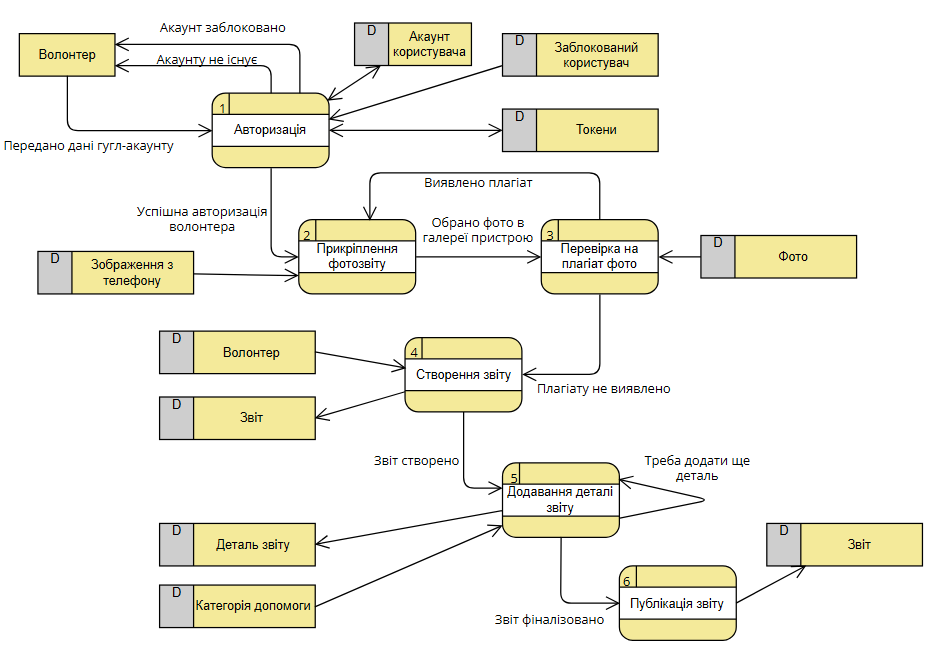 Акаунт заблоковано
D
Акаунт
користувача
D
Заблокований
користувач
Волонтер
Акаунту не існує
1
Авторизація
D
Токени
Передано дані гугл-акаунту
Виявлено плагіат
Успішна авторизація
волонтера
2
Прикріплення
фотозвіту
Обрано фото в
галереї пристрою
3
Перевірка на
плагіат фото
D
Фото
D
Зображення з
телефону
D
Волонтер
4
Створення звіту
Плагіату не виявлено
D
Звіт
Звіт створено
5
Додавання деталі
звіту
Треба додати ще
деталь
D
Деталь звіту
D
Звіт
D
Категорія допомоги
6
Публікація звіту
Звіт фіналізовано